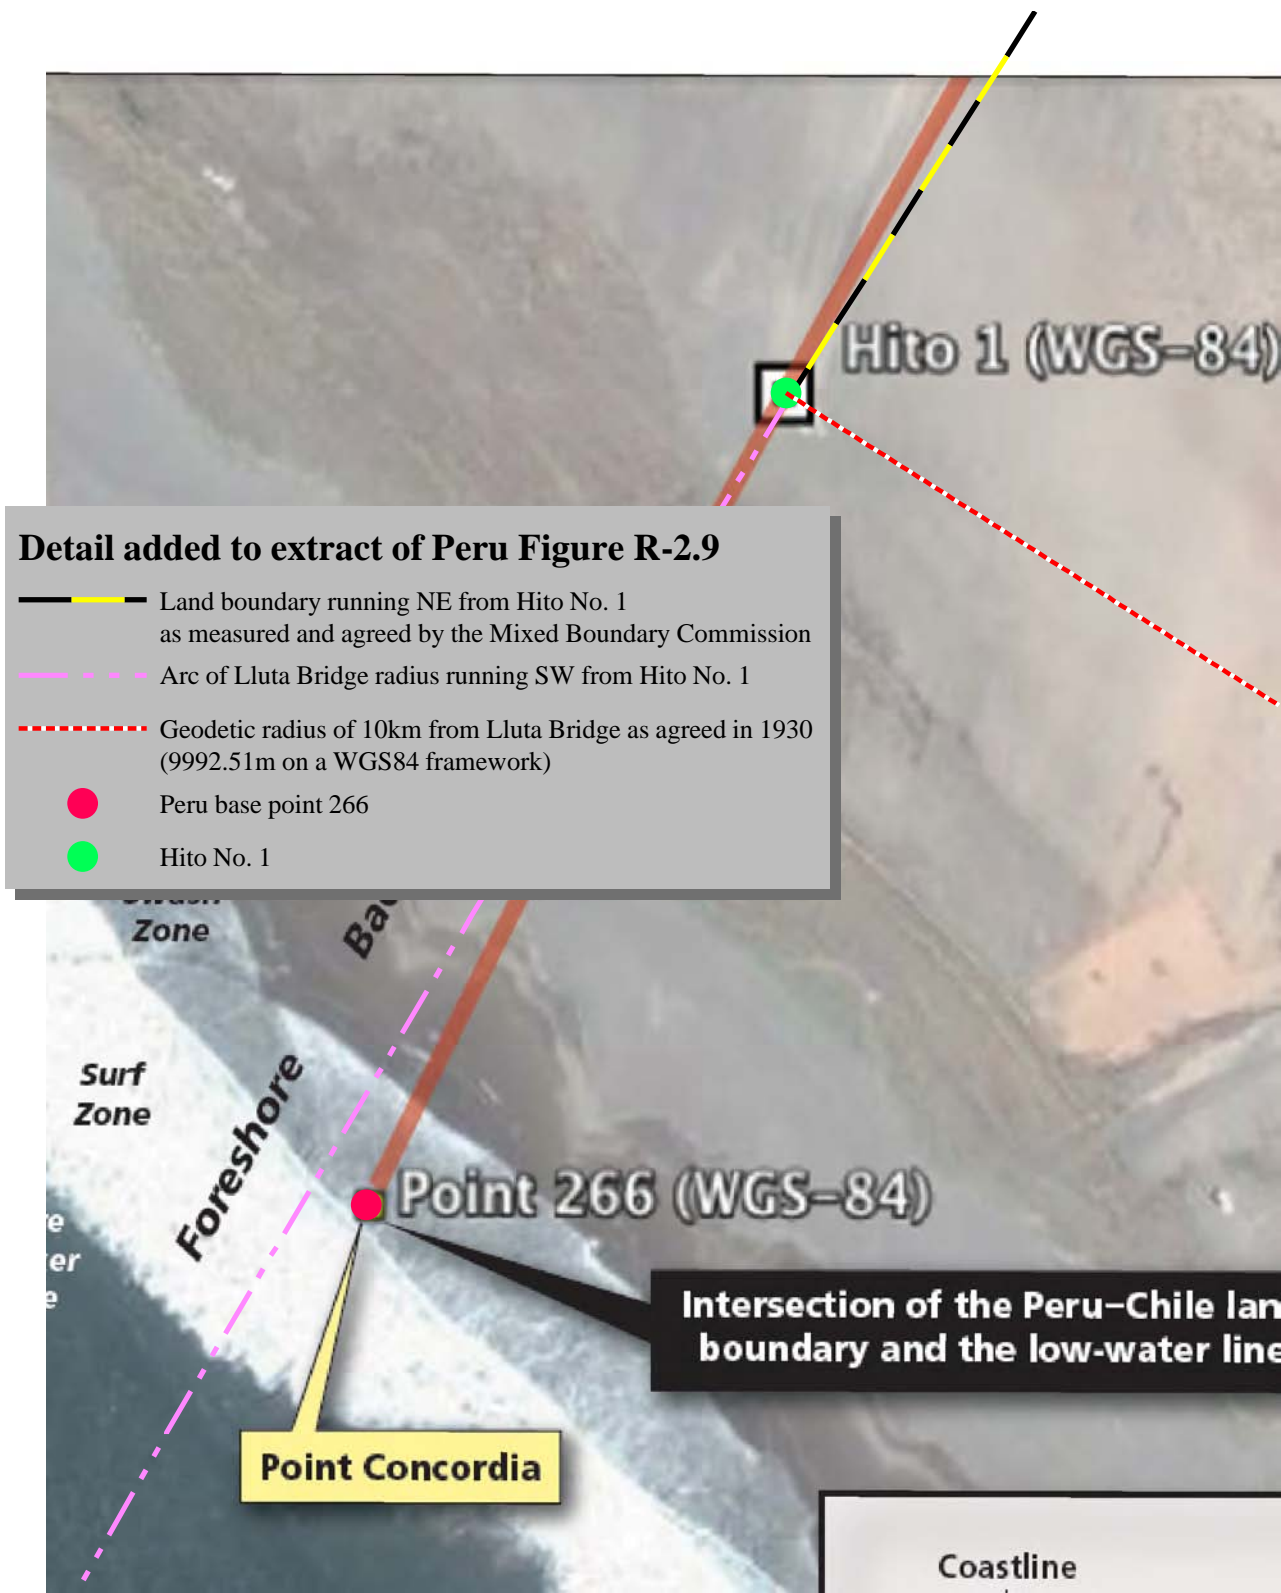 Hito 1 (WGS-84)
Detail added to extract of Peru Figure R-2.9
Land boundary running NE from Hito No. 1
as measured and agreed by the Mixed Boundary Commission
Arc of Lluta Bridge radius running SW from Hito No. 1
Geodetic radius of 10km from Lluta Bridge as agreed in 1930
(9992.51m on a WGS84 framework)
Peru base point 266
Hito No. 1
Zone
Surf
Zone
Foreshore
Point 266 (WGS-84)
Intersection of the Peru-Chile lan
boundary and the low-water line
Point Concordia
Coastline